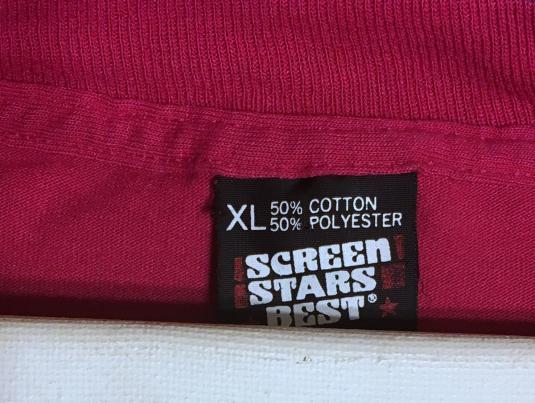 XL 50% COTTON
50% POLYESTER
SCREEN
STARS
BEST®